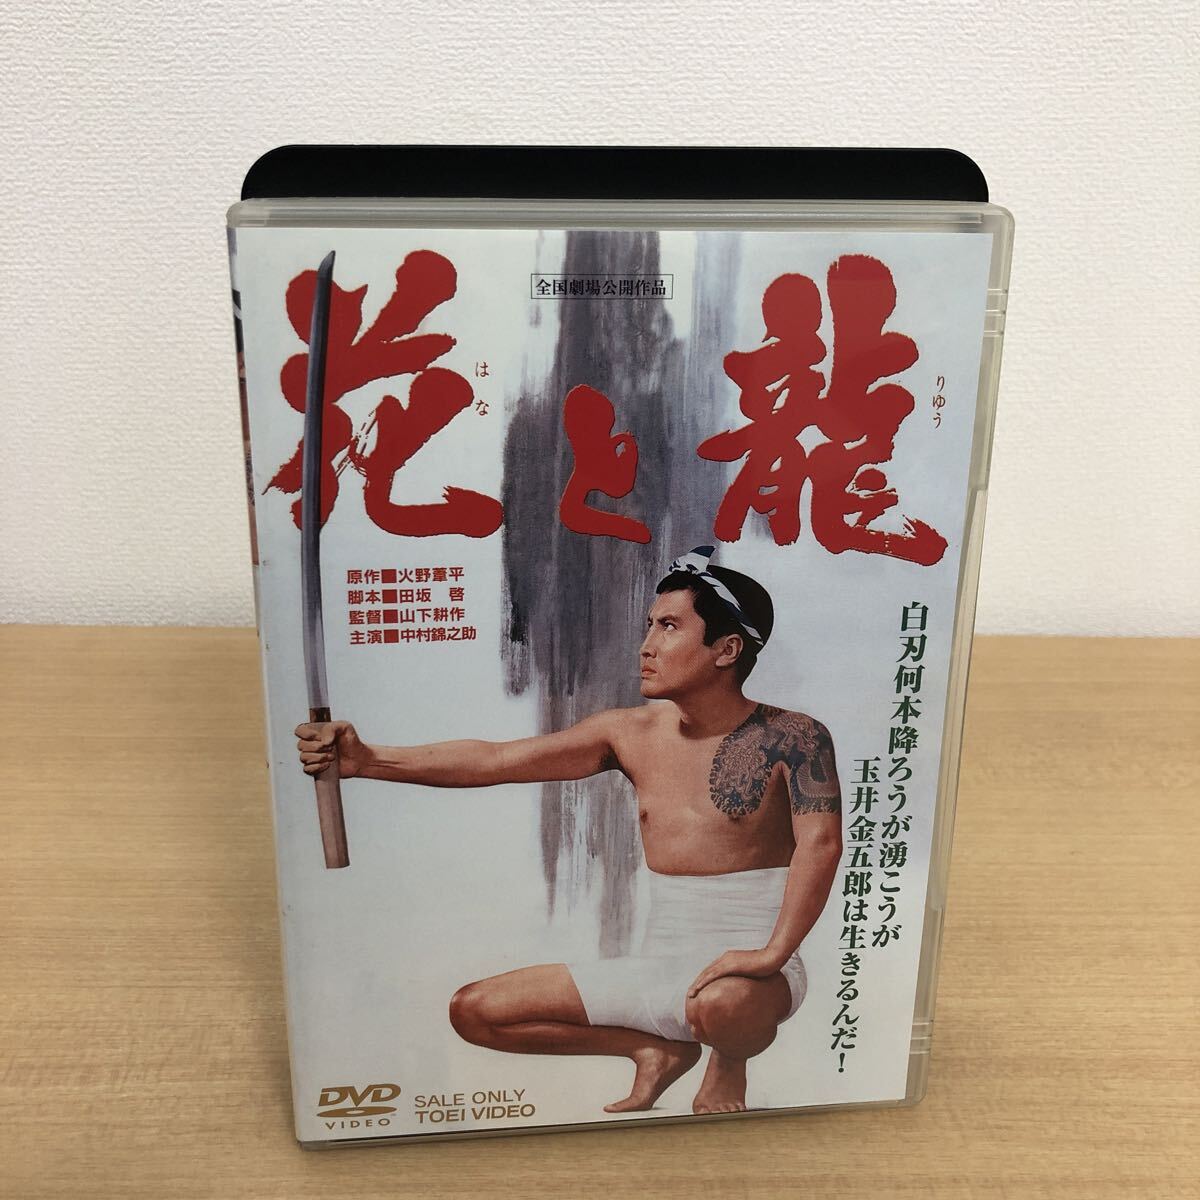 全国劇場公開作品
花と龍
はな
りゆう
原作■火野葦平
脚本■田坂 啓
監督■山下耕作
主演■中村錦之助
白刃何本降ろうが湧こうが
玉井金五郎は生きるんだ!
DVD
VIDEO
SALE ONLY
TOEI VIDEO